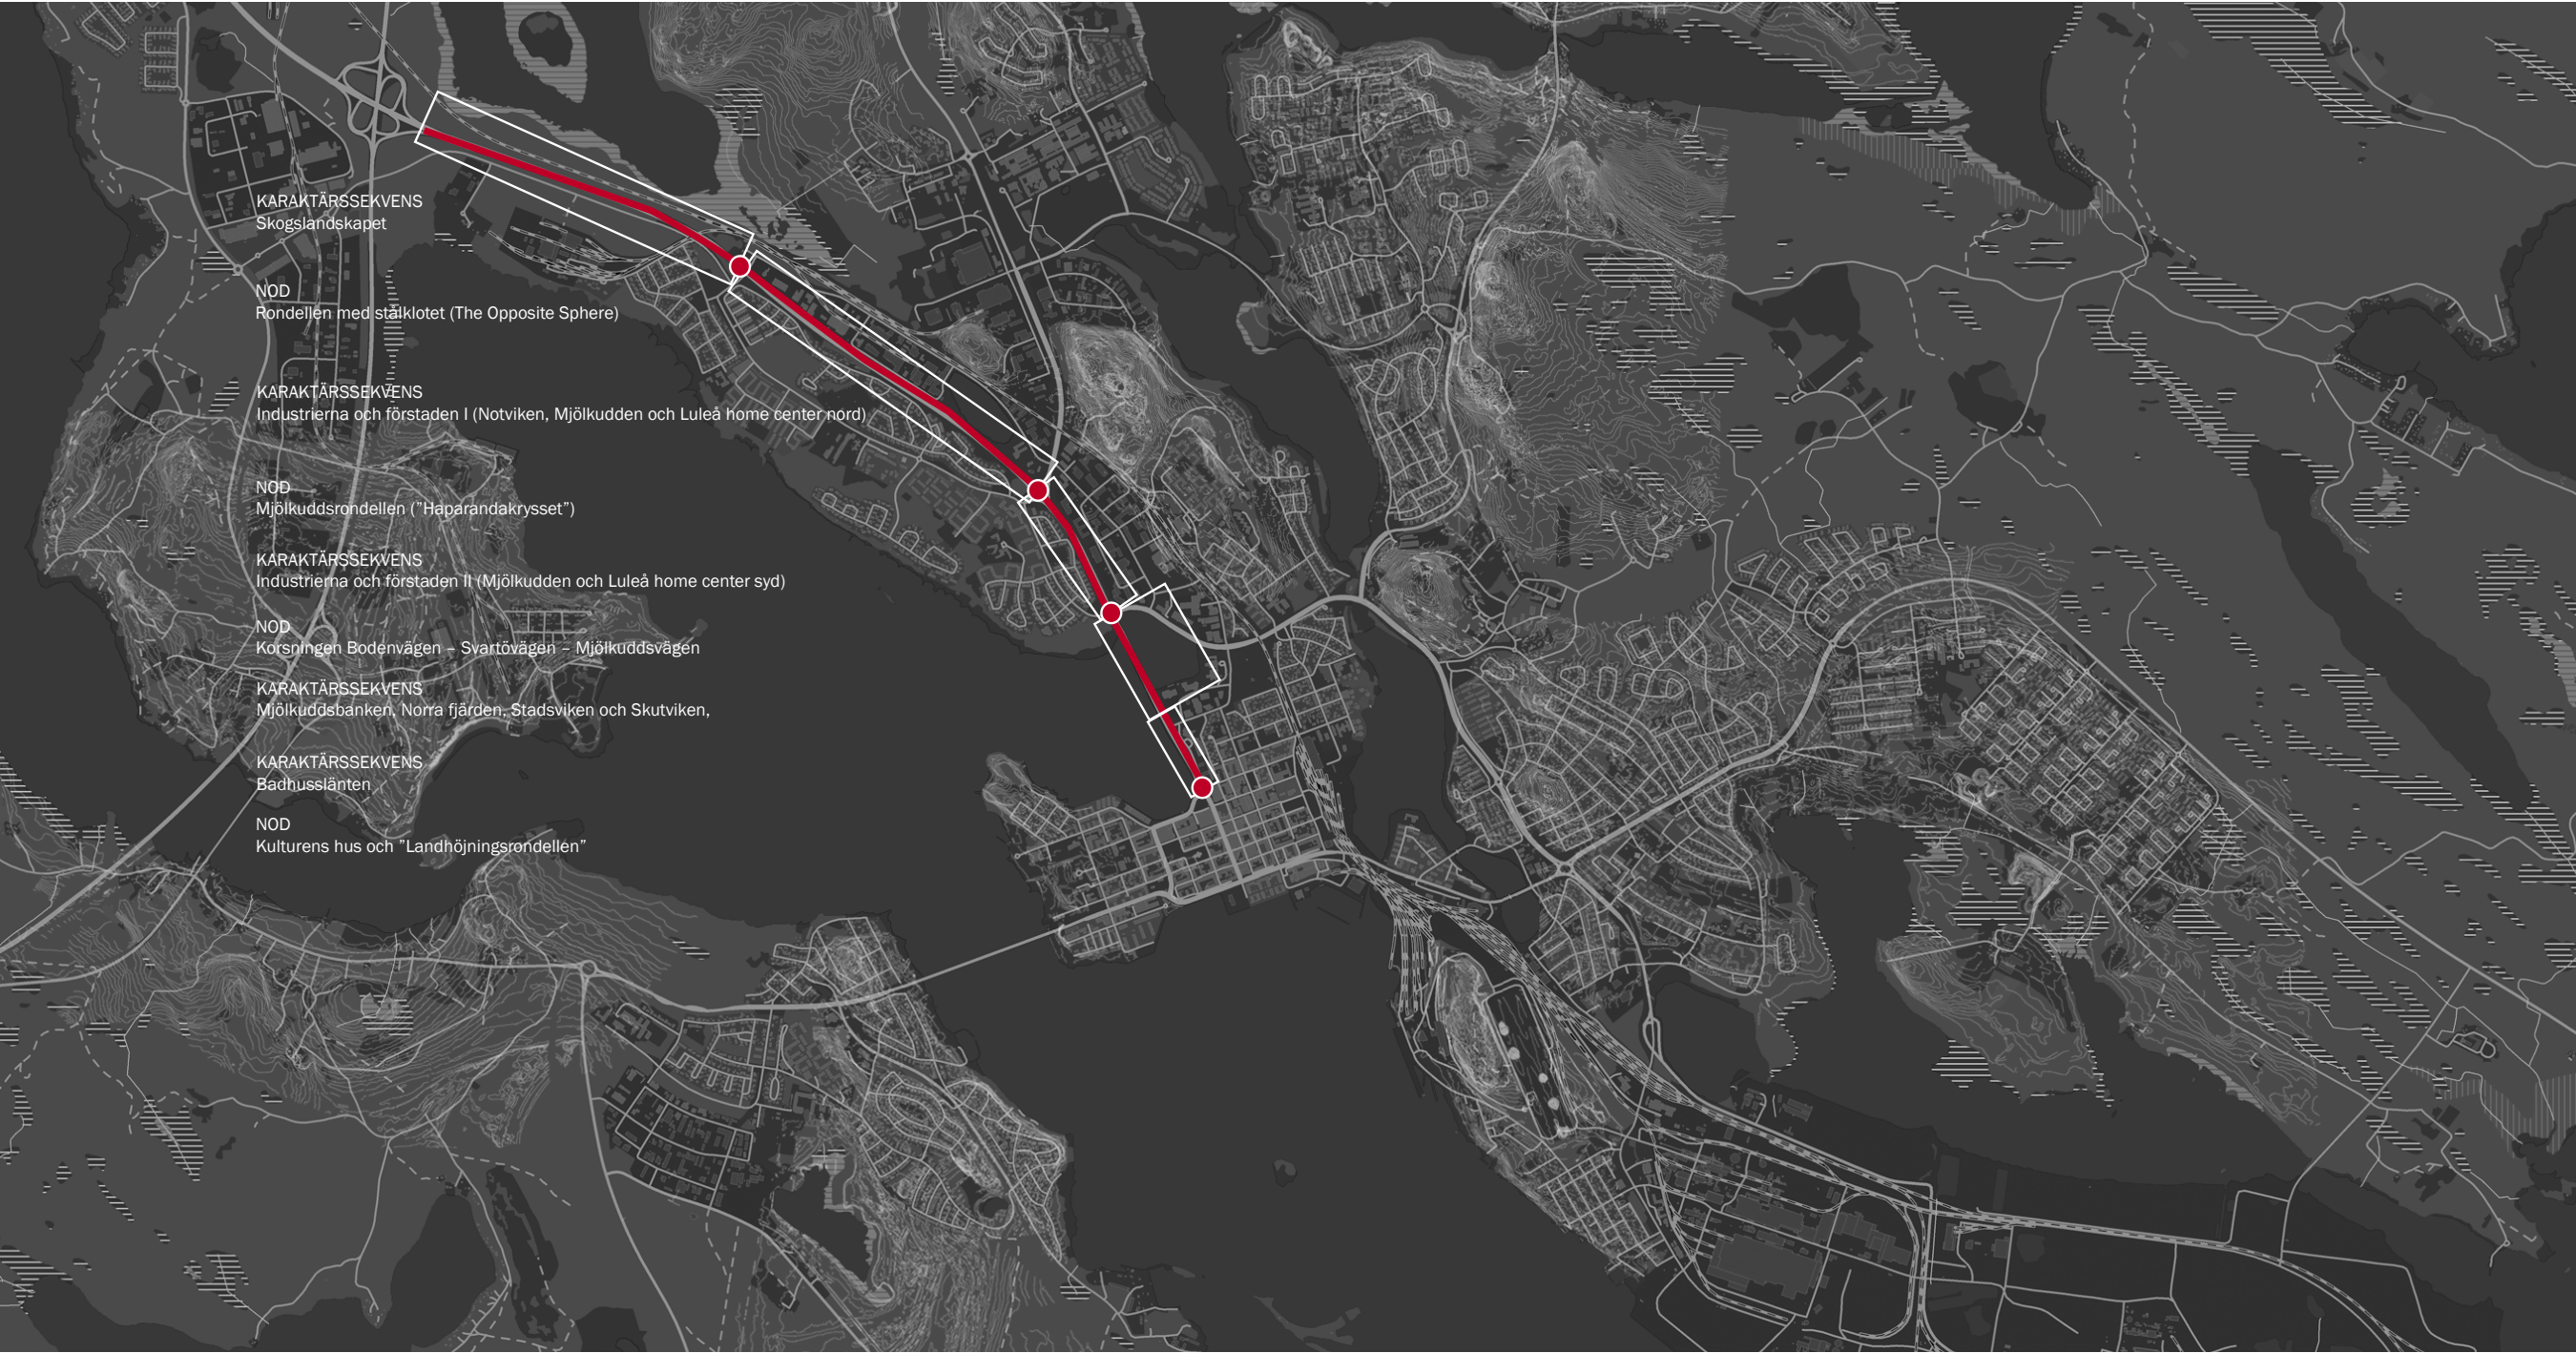 KARAKTÄRSSEKVENS
Skogslandskapet
NOD
Rondellen med stålklotet (The Opposite Sphere)
KARAKTÄRSSEKVENS
Industrierna och förstaden I (Notviken, Mjölkudden och Luleå home center nord)
NOD
Mjölkuddsrondellen (”Haparandakrysset”)
KARAKTÄRSSEKVENS
Industrierna och förstaden II (Mjölkudden och Luleå home center syd)
NOD
Korsningen Bodenvägen – Svartövägen – Mjölkuddsvägen
KARAKTÄRSSEKVENS
Mjölkuddsbanken, Norra fjärden, Stadsviken och Skutviken,
KARAKTÄRSSEKVENS
Badhusslänten
NOD
Kulturens hus och ”Landhöjningsrondellen”